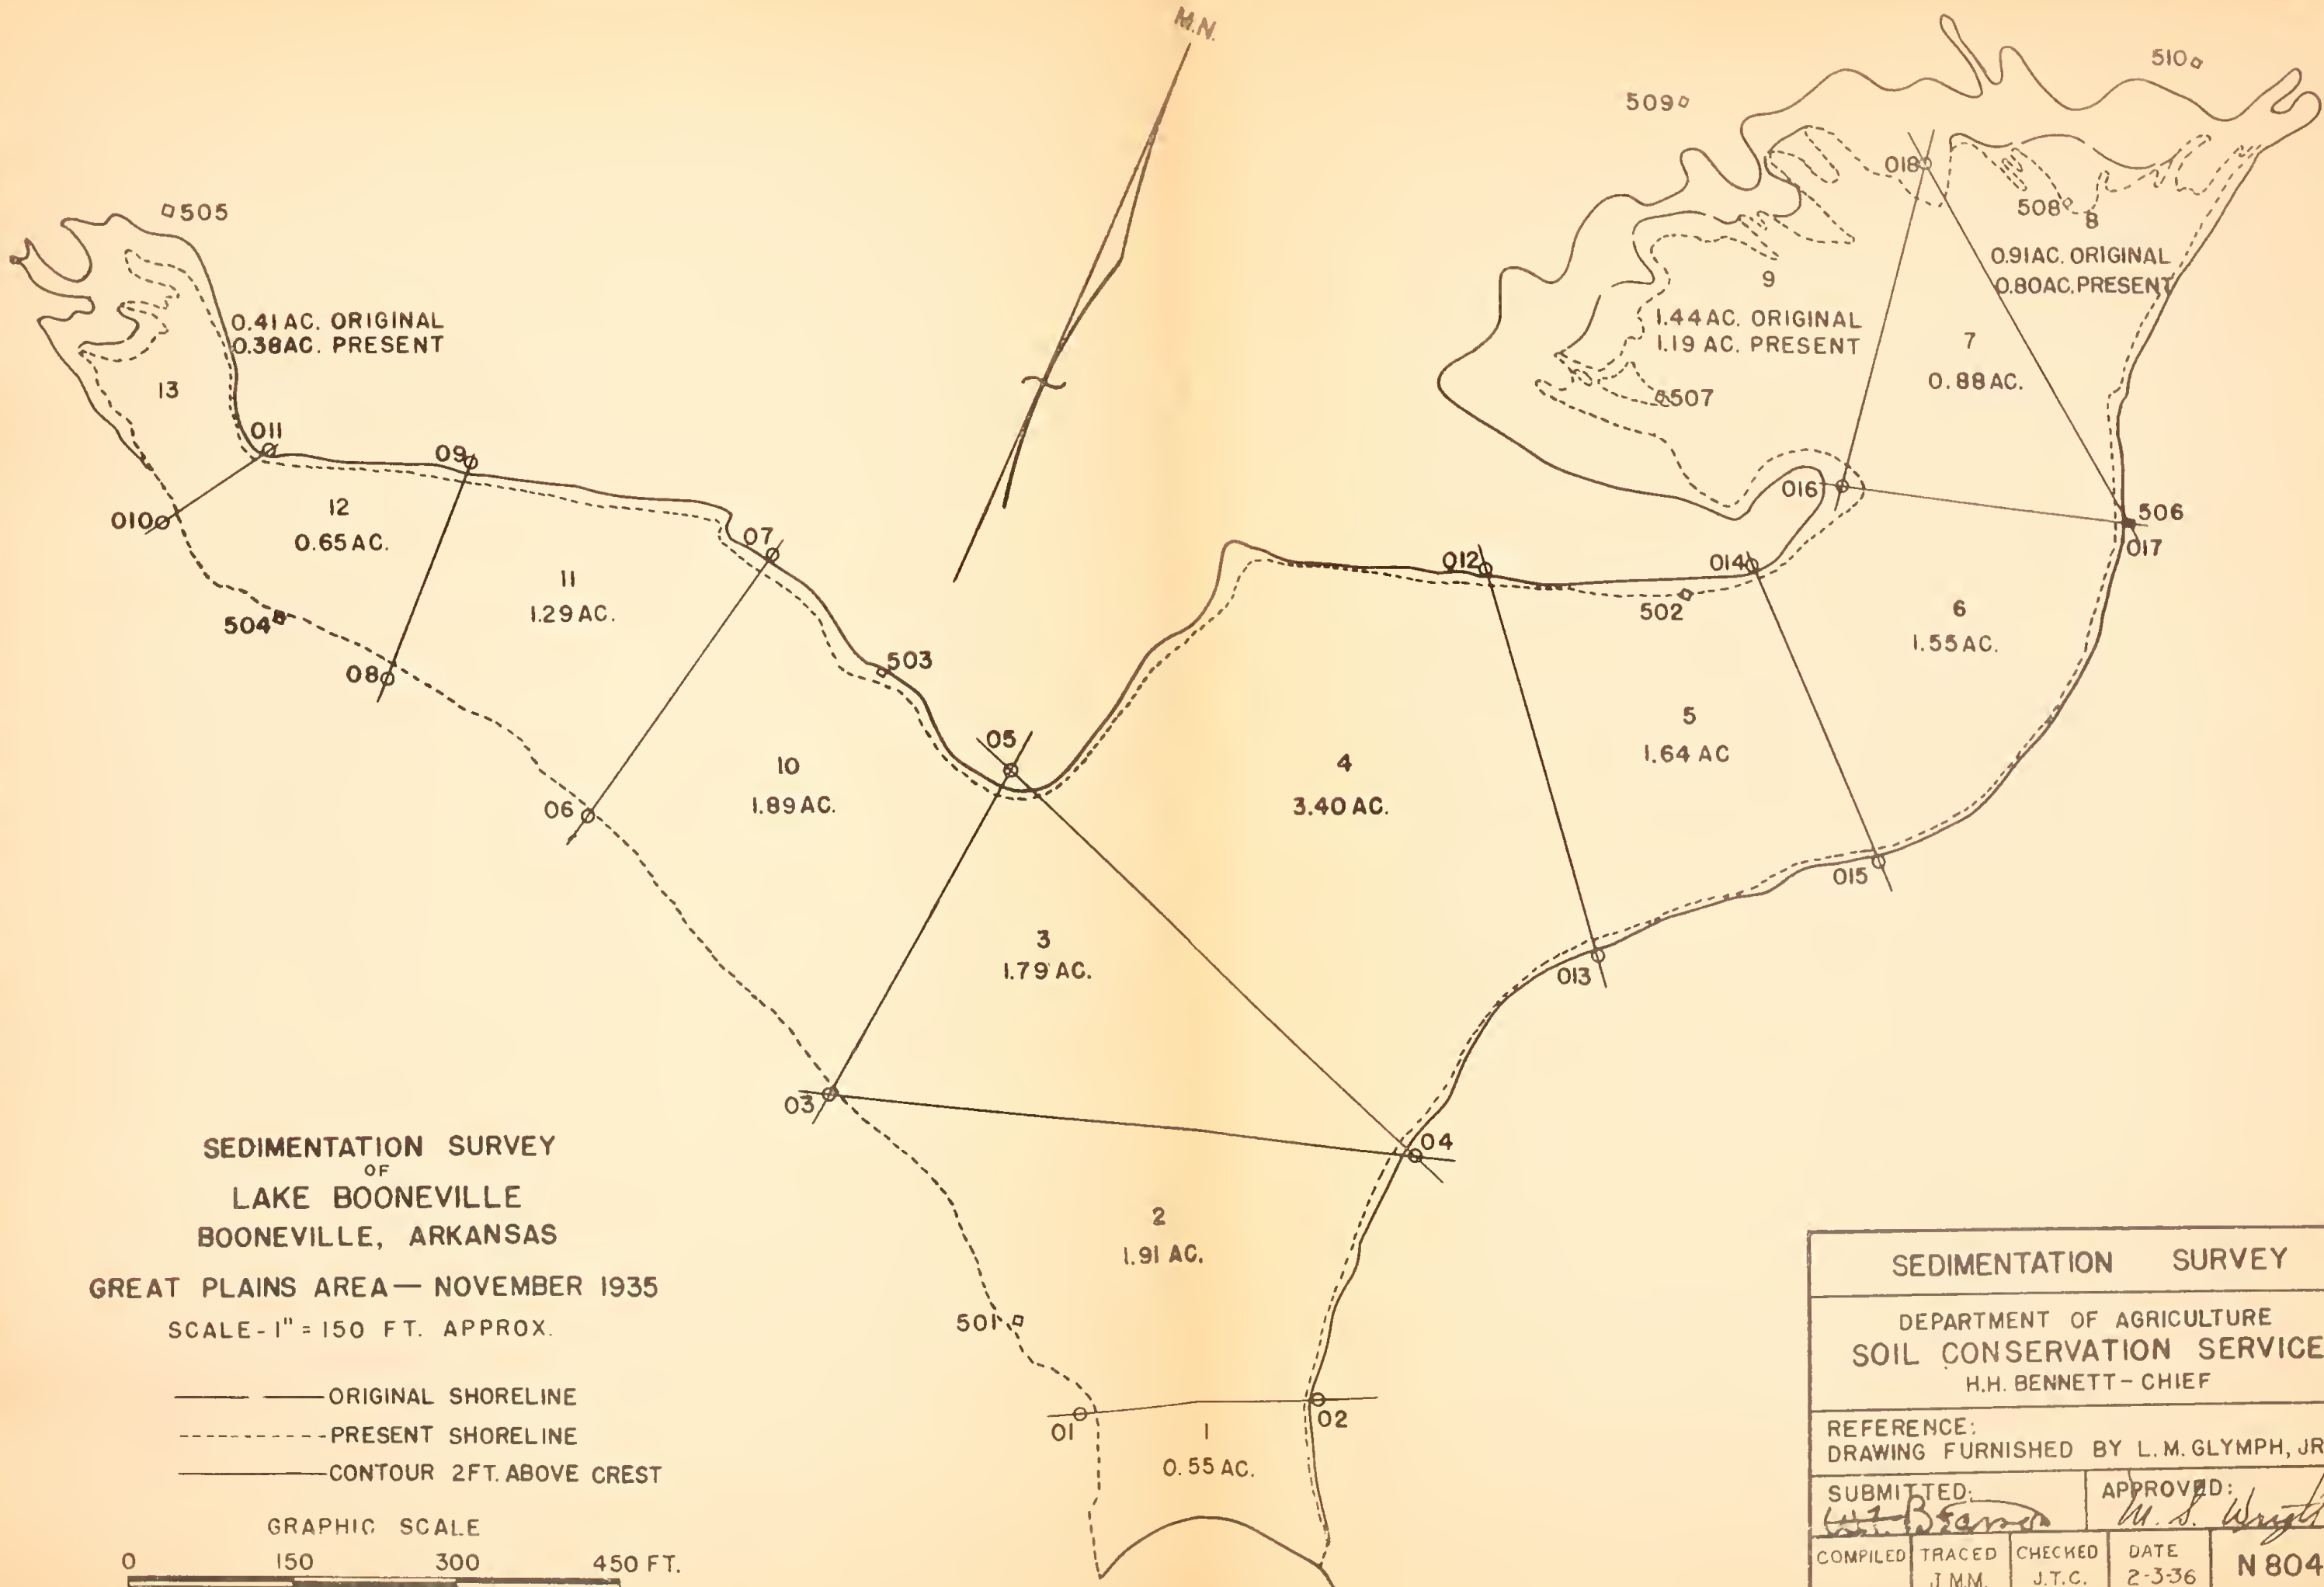 M.N.
510
509
018
508
8
0.91 AC. ORIGINAL
0.80 AC. PRESENT
505
9
1.44 AC. ORIGINAL
1.19 AC. PRESENT
7
0.88 AC.
0.41 AC. ORIGINAL
0.38 AC. PRESENT
13
507
011
09
016
506
017
010
12
0.65 AC.
07
012
014
11
1.29 AC.
502
6
1.55 AC.
504
08
503
5
1.64 AC
05
10
1.89 AC.
4
3.40 AC.
06
015
3
1.79 AC.
013
03
04
2
1.91 AC.
501
01
02
1
0.55 AC.
SEDIMENTATION SURVEY
OF
LAKE BOONEVILLE
BOONEVILLE, ARKANSAS
GREAT PLAINS AREA — NOVEMBER 1935
SCALE - 1" = 150 FT. APPROX.
ORIGINAL SHORELINE
PRESENT SHORELINE
CONTOUR 2 FT. ABOVE CREST
GRAPHIC SCALE
0 150 300 450 FT.
SEDIMENTATION SURVEY
DEPARTMENT OF AGRICULTURE
SOIL CONSERVATION SERVICE
H.H. BENNETT - CHIEF
REFERENCE:
DRAWING FURNISHED BY L.M. GLYMPH, JR
SUBMITTED: APPROVED:
M. S. Wright
COMPILED TRACED CHECKED DATE N 804
J.M.M. J.T.C. 2-3-36